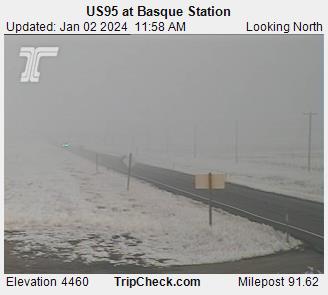 US95 at Basque Station
Updated: Jan 02 2024 11:58 AM Looking North
Elevation 4460 TripCheck.com Milepost 91.62